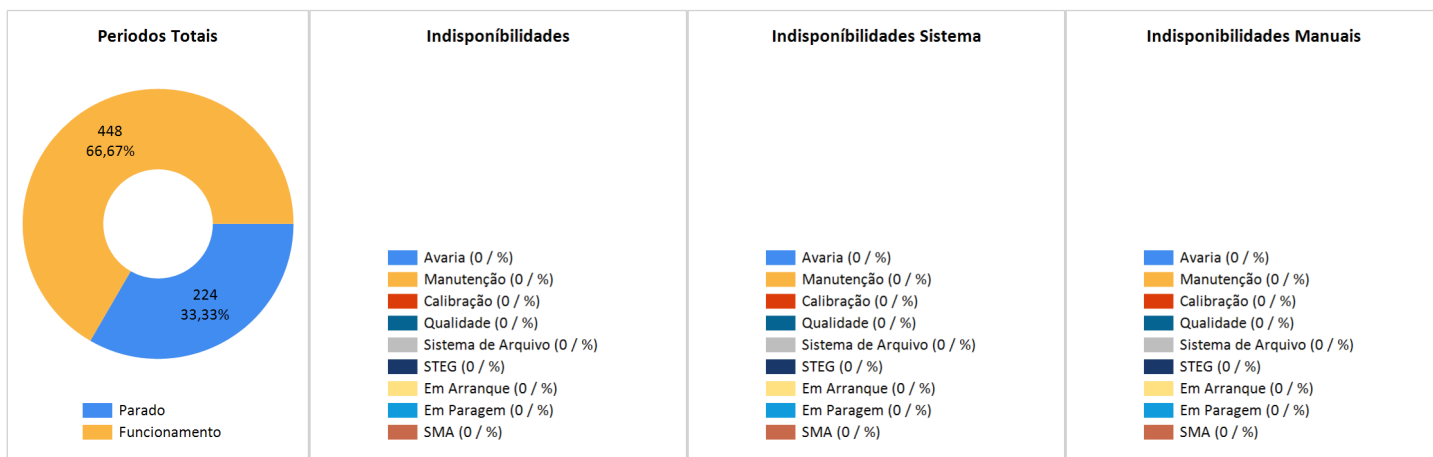 Periodos Totais
448
66,67%
224
33,33%
Parado
Funcionamento
Indisponíbilidades
Avaria (0 / %)
Manutenção (0 / %)
Calibração (0 / %)
Qualidade (0 / %)
Sistema de Arquivo (0 / %)
STEG (0 / %)
Em Arranque (0 / %)
Em Paragem (0 / %)
SMA (0 / %)
Indisponíbilidades Sistema
Avaria (0 / %)
Manutenção (0 / %)
Calibração (0 / %)
Qualidade (0 / %)
Sistema de Arquivo (0 / %)
STEG (0 / %)
Em Arranque (0 / %)
Em Paragem (0 / %)
SMA (0 / %)
Indisponibilidades Manuais
Avaria (0 / %)
Manutenção (0 / %)
Calibração (0 / %)
Qualidade (0 / %)
Sistema de Arquivo (0 / %)
STEG (0 / %)
Em Arranque (0 / %)
Em Paragem (0 / %)
SMA (0 / %)